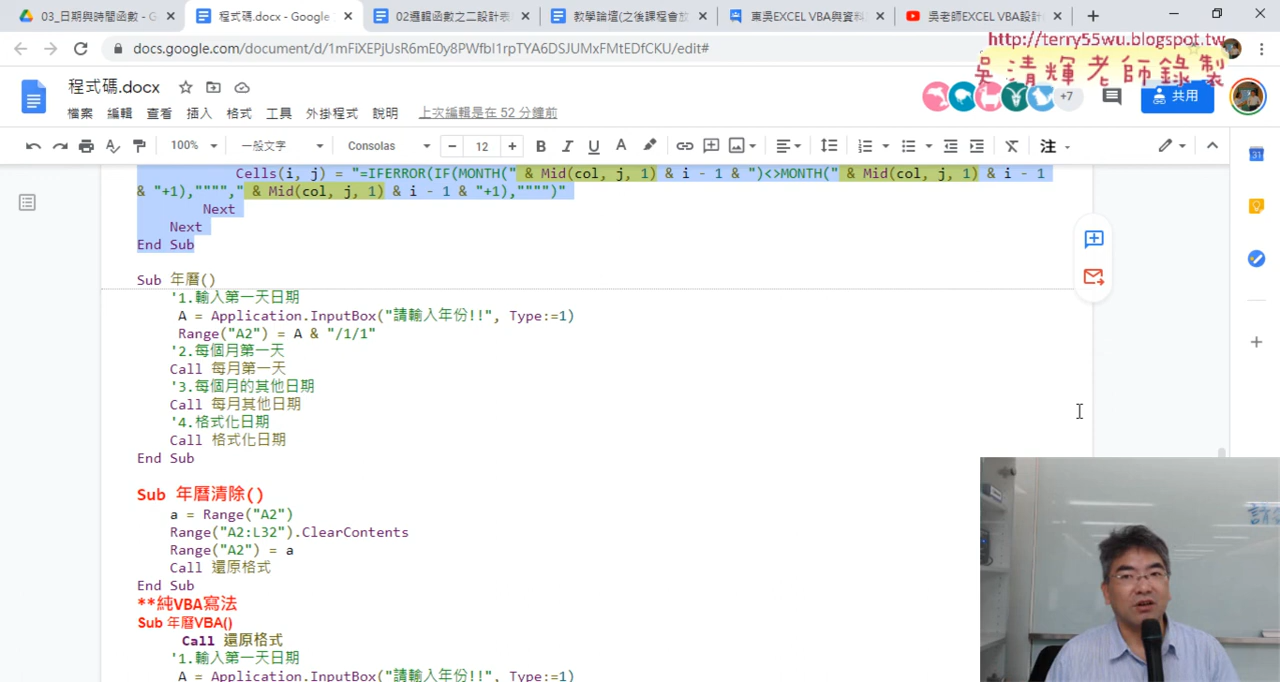 03_日期與時間函數 - G
程式碼.docx - Google
02邏輯函數之二設計表
教學論壇(之後課程會放
東吳EXCEL VBA與資料
吳老師EXCEL VBA設計
docs.google.com/document/d/1mFiXEPjUsR6mE0y8PWfbI1rpTYA6DSJUMxFMtEDfCKU/edit#
http://terry55wu.blogspot.tw
吳清輝老師錄製
程式碼.docx
檔案 編輯 查看 插入 格式 工具 外掛程式 說明 上次編輯是在 52 分鐘前
+7
共用
100% 一般文字 Consolas 12 B I U A 注
31
Cells(i, j) = "=IFERROR(IF(MONTH(" & Mid(col, j, 1) & i - 1 & ")<>MONTH(" & Mid(col, j, 1) & i - 1
& "+1),"""","  & Mid(col, j, 1) & i - 1 & "+1),"""")"
Next
Next
End Sub
Sub 年曆()
'1.輸入第一天日期
A = Application.InputBox("請輸入年份!!", Type:=1)
Range("A2") = A & "/1/1"
'2.每個月第一天
Call 每月第一天
'3.每個月的其他日期
Call 每月其他日期
'4.格式化日期
Call 格式化日期
End Sub
Sub 年曆清除()
a = Range("A2")
Range("A2:L32").ClearContents
Range("A2") = a
Call 還原格式
End Sub
**純VBA寫法
Sub 年曆VBA()
Call 還原格式
'1.輸入第一天日期
A = Application.InputBox("請輸入年份!!", Type:=1)